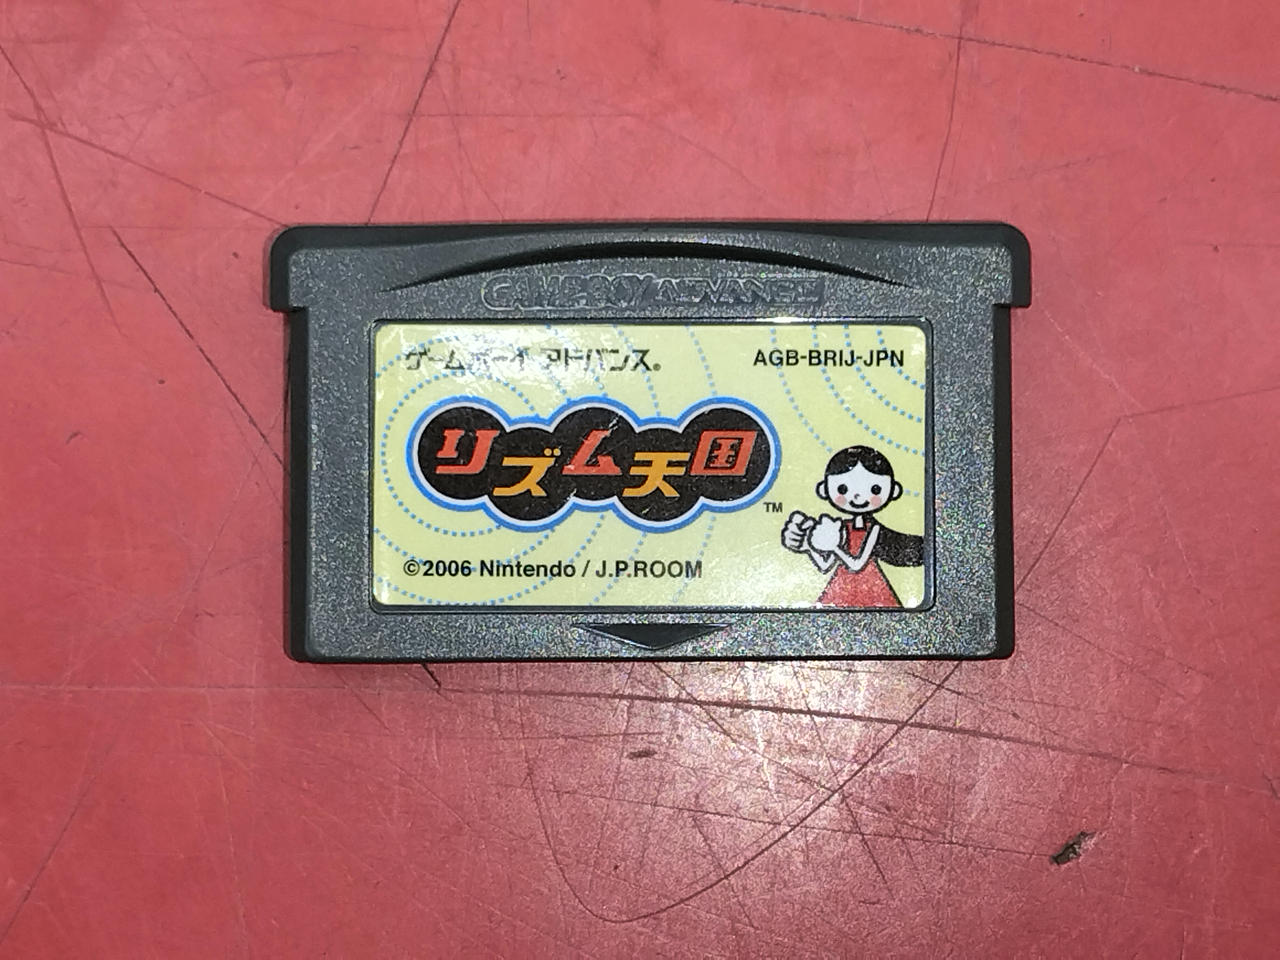 GAME BOY ADVANCE
ゲームボーイ アドバンス®
AGB-BRIJ-JPN
リズム天国
TM
©2006 Nintendo / J.P.ROOM